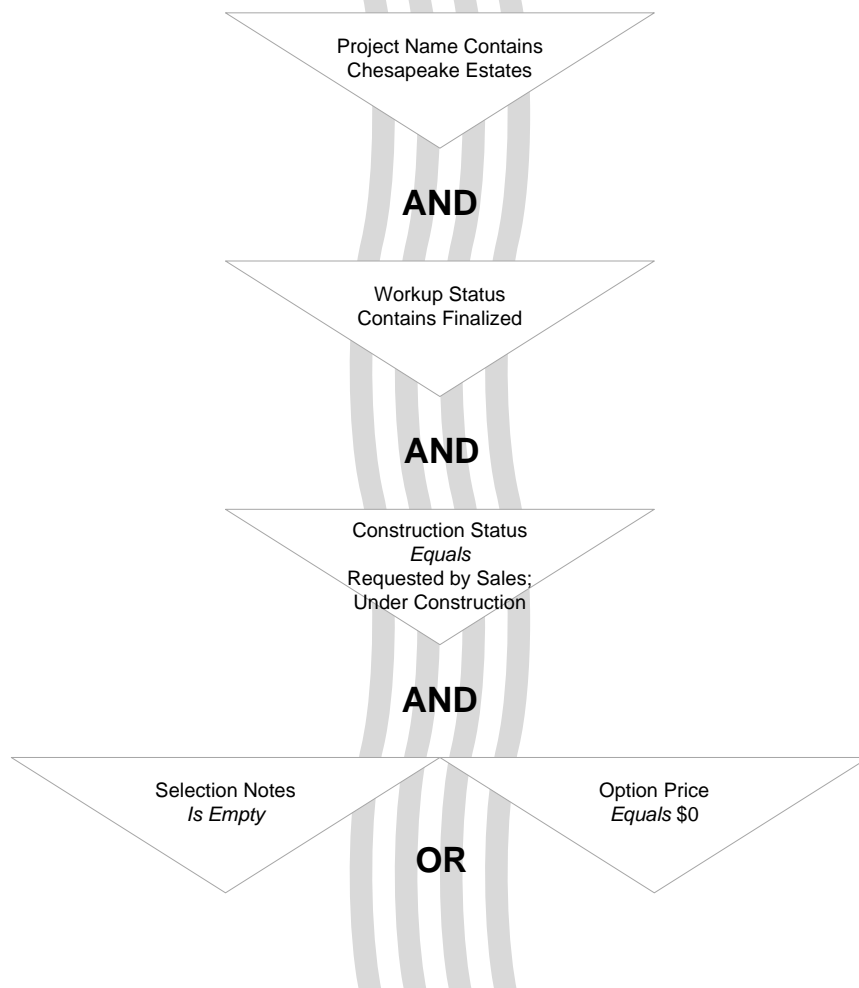 Project Name Contains
Chesapeake Estates
AND
Workup Status
Contains Finalized
AND
Construction Status
Equals
Requested by Sales;
Under Construction
AND
Selection Notes
Is Empty
Option Price
Equals $0
OR